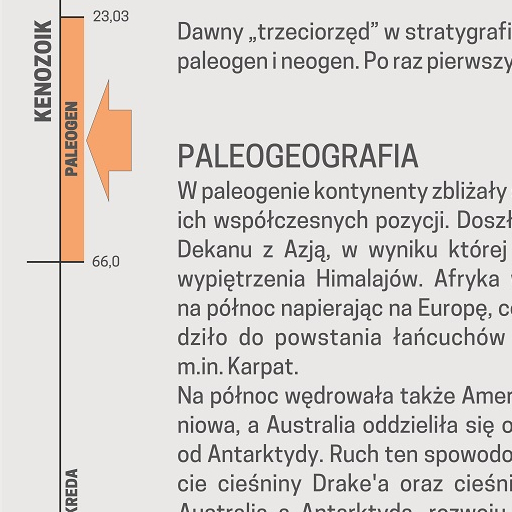 KENOZOIK
23,03
PALEOGEN
66,0
KREDA
Dawny „trzeciorzęd” w stratygrafi
paleogen i neogen. Po raz pierwszy
PALEOGEOGRAFIA
W paleogenie kontynenty zbliżały
ich współczesnych pozycji. Doszł
Dekanu z Azją, w wyniku której
wypiętrzenia Himalajów. Afryka
na północ napierając na Europę, c
dziło do powstania łańcuchów
m.in. Karpat.
Na północ wędrowała także Amer
niowa, a Australia oddzieliła się o
od Antarktydy. Ruch ten spowodo
cie cieśniny Drake'a oraz cieśni
Australią a Antarktydą, rozwoju